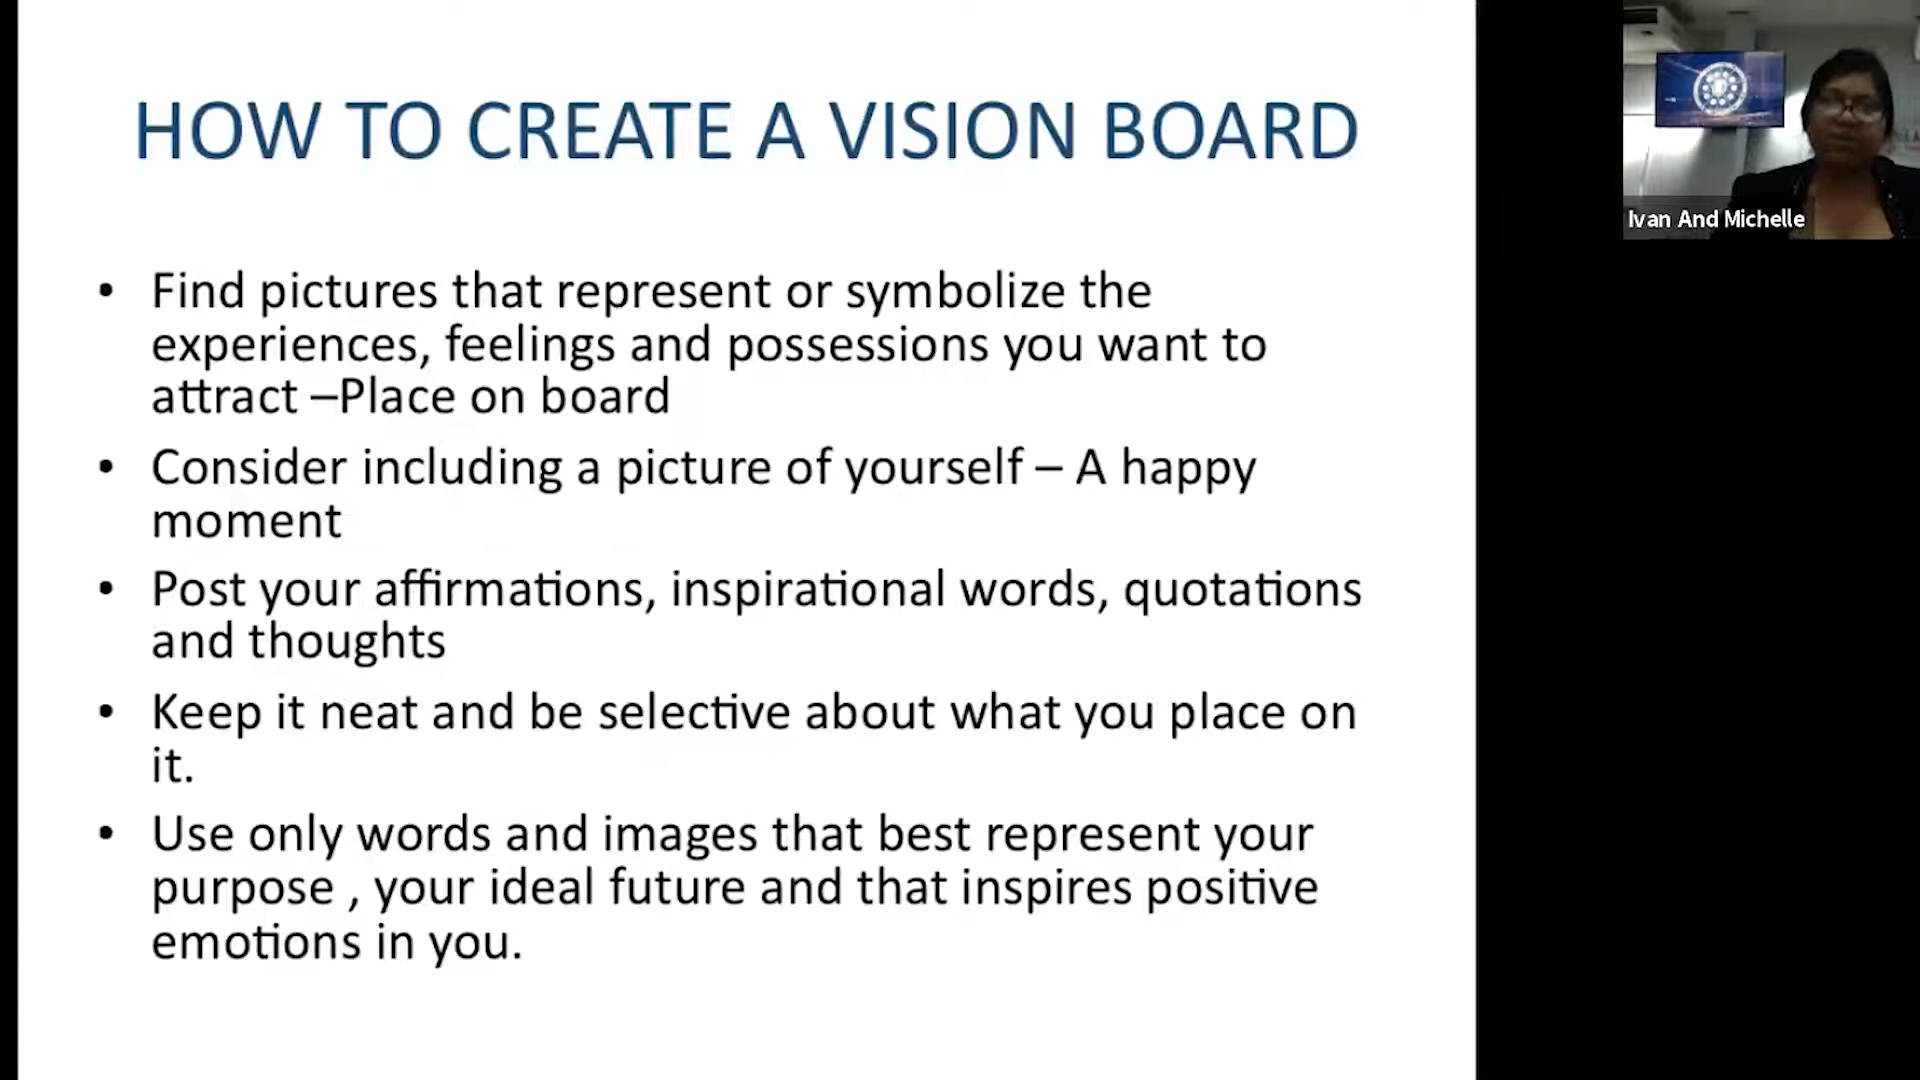 HOW TO CREATE A VISION BOARD
• Find pictures that represent or symbolize the
experiences, feelings and possessions you want to
attract –Place on board
• Consider including a picture of yourself – A happy
moment
• Post your affirmations, inspirational words, quotations
and thoughts
• Keep it neat and be selective about what you place on
it.
• Use only words and images that best represent your
purpose , your ideal future and that inspires positive
emotions in you.
Ivan And Michelle